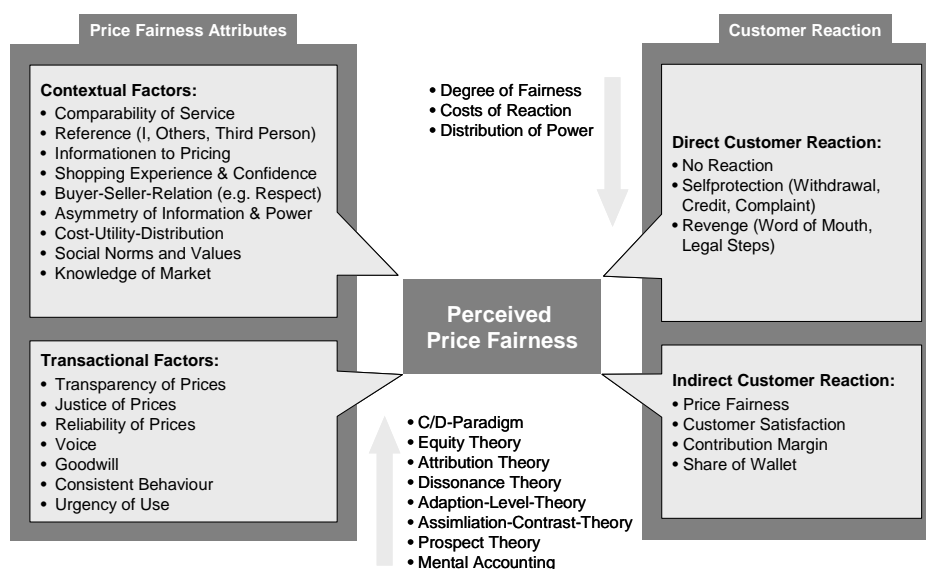 Price Fairness Attributes
Contextual Factors:
• Comparability of Service
• Reference (I, Others, Third Person)
• Informationen to Pricing
• Shopping Experience & Confidence
• Buyer-Seller-Relation (e.g. Respect)
• Asymmetry of Information & Power
• Cost-Utility-Distribution
• Social Norms and Values
• Knowledge of Market
Transactional Factors:
• Transparency of Prices
• Justice of Prices
• Reliability of Prices
• Voice
• Goodwill
• Consistent Behaviour
• Urgency of Use
• Degree of Fairness
• Costs of Reaction
• Distribution of Power
Perceived
Price Fairness
• C/D-Paradigm
• Equity Theory
• Attribution Theory
• Dissonance Theory
• Adaption-Level-Theory
• Assimliation-Contrast-Theory
• Prospect Theory
• Mental Accounting
Customer Reaction
Direct Customer Reaction:
• No Reaction
• Selfprotection (Withdrawal,
Credit, Complaint)
• Revenge (Word of Mouth,
Legal Steps)
Indirect Customer Reaction:
• Price Fairness
• Customer Satisfaction
• Contribution Margin
• Share of Wallet